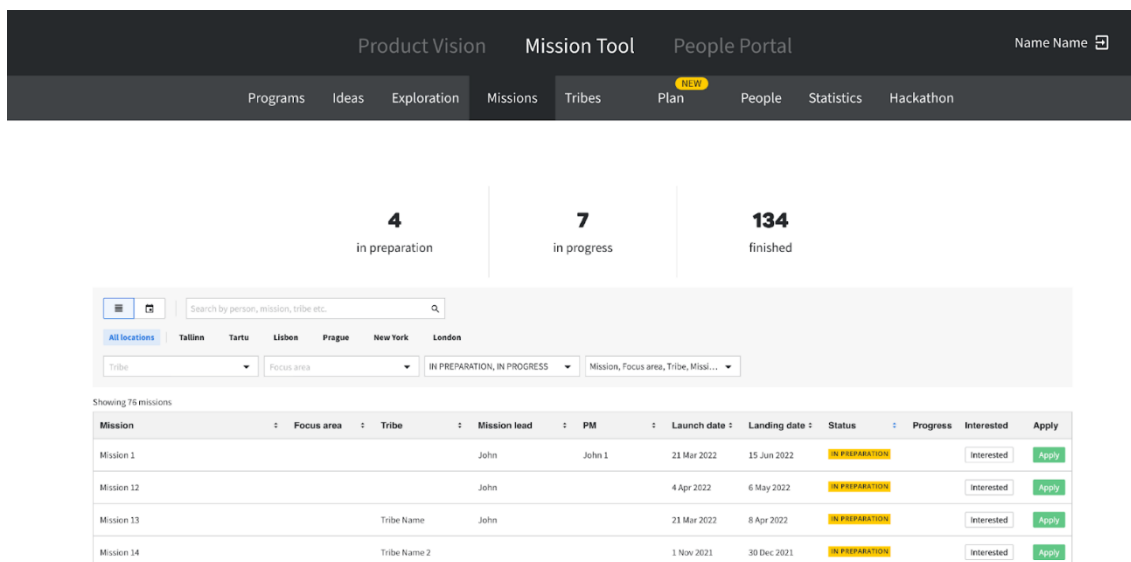 Product Vision Mission Tool People Portal Name Name
NEW
Programs Ideas Exploration Missions Tribes Plan People Statistics Hackathon
4 7 134
in preparation in progress finished
Search by person, mission, tribe etc.
All locations Tallinn Tartu Lisbon Prague New York London
Tribe Focus area IN PREPARATION, IN PROGRESS Mission, Focus area, Tribe, Missi...
Showing 76 missions
Mission Focus area Tribe Mission lead PM Launch date Landing date Status Progress Interested Apply
Mission 1 John John 1 21 Mar 2022 15 Jun 2022 IN PREPARATION Interested Apply
Mission 12 John 4 Apr 2022 6 May 2022 IN PREPARATION Interested Apply
Mission 13 Tribe Name John 21 Mar 2022 8 Apr 2022 IN PREPARATION Interested Apply
Mission 14 Tribe Name 2 1 Nov 2021 30 Dec 2021 IN PREPARATION Interested Apply